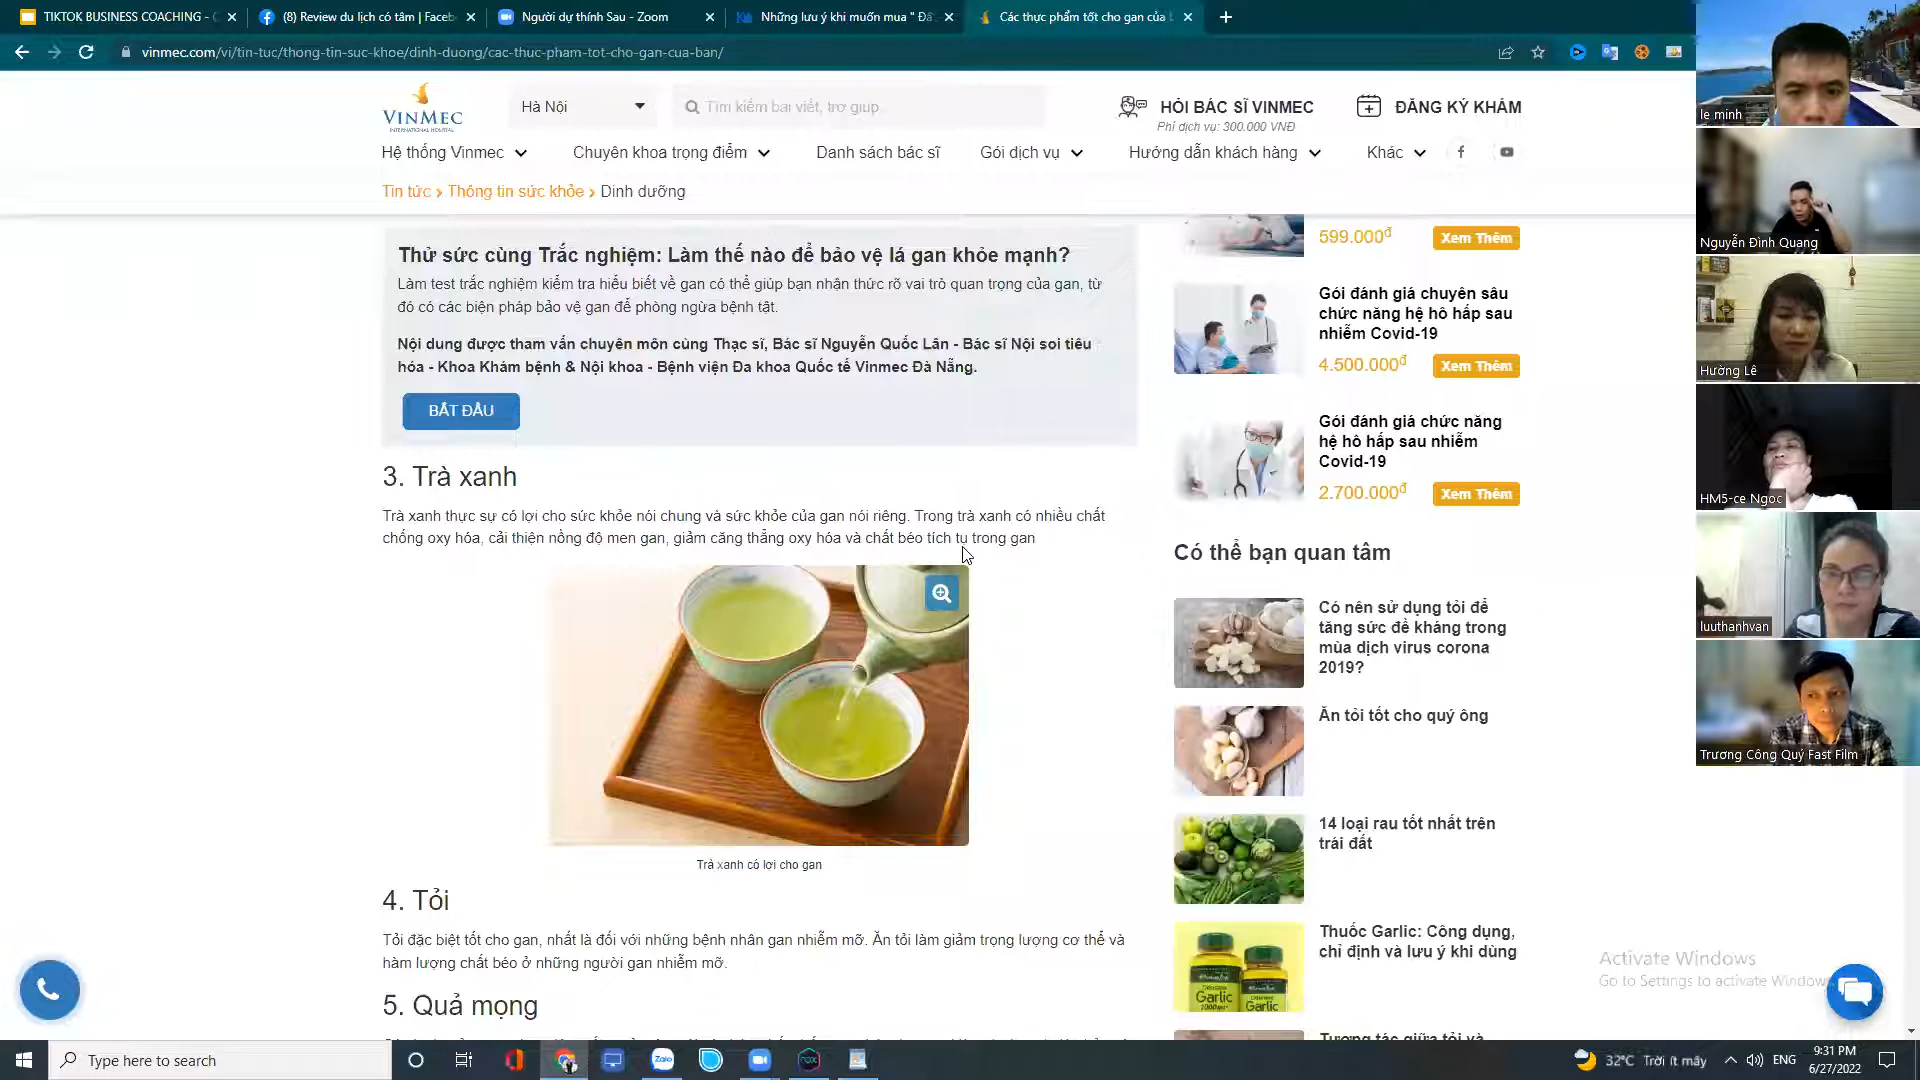 TIKTOK BUSINESS COACHING - 
(8) Review du lịch có tâm | Faceb
Người dự thính Sau - Zoom
Những lưu ý khi muốn mua " Đấ
Các thực phẩm tốt cho gan của b
vinmec.com/vi/tin-tuc/thong-tin-suc-khoe/dinh-duong/cac-thuc-pham-tot-cho-gan-cua-ban/
VINMEC
INTERNATIONAL HOSPITAL
Hà Nội
Tìm kiếm bài viết, trợ giúp...
HỎI BÁC SĨ VINMEC
Phí dịch vụ: 300.000 VNĐ
ĐĂNG KÝ KHÁM
Hệ thống Vinmec
Chuyên khoa trọng điểm
Danh sách bác sĩ
Gói dịch vụ
Hướng dẫn khách hàng
Khác
Tin tức > Thông tin sức khỏe > Dinh dưỡng
Thử sức cùng Trắc nghiệm: Làm thế nào để bảo vệ lá gan khỏe mạnh?
Làm test trắc nghiệm kiểm tra hiểu biết về gan có thể giúp bạn nhận thức rõ vai trò quan trọng của gan, từ
đó có các biện pháp bảo vệ gan để phòng ngừa bệnh tật.
Nội dung được tham vấn chuyên môn cùng Thạc sĩ, Bác sĩ Nguyễn Quốc Lân - Bác sĩ Nội soi tiêu
hóa - Khoa Khám bệnh & Nội khoa - Bệnh viện Đa khoa Quốc tế Vinmec Đà Nẵng.
BẮT ĐẦU
3. Trà xanh
Trà xanh thực sự có lợi cho sức khỏe nói chung và sức khỏe của gan nói riêng. Trong trà xanh có nhiều chất
chống oxy hóa, cải thiện nồng độ men gan, giảm căng thẳng oxy hóa và chất béo tích tụ trong gan
Trà xanh có lợi cho gan
4. Tỏi
Tỏi đặc biệt tốt cho gan, nhất là đối với những bệnh nhân gan nhiễm mỡ. Ăn tỏi làm giảm trọng lượng cơ thể và
hàm lượng chất béo ở những người gan nhiễm mỡ.
5. Quả mọng
599.000đ
Xem Thêm
Gói đánh giá chuyên sâu
chức năng hệ hô hấp sau
nhiễm Covid-19
4.500.000đ
Xem Thêm
Gói đánh giá chức năng
hệ hô hấp sau nhiễm
Covid-19
2.700.000đ
Xem Thêm
Có thể bạn quan tâm
Có nên sử dụng tỏi để
tăng sức đề kháng trong
mùa dịch virus corona
2019?
Ăn tỏi tốt cho quý ông
14 loại rau tốt nhất trên
trái đất
Thuốc Garlic: Công dụng,
chỉ định và lưu ý khi dùng
Garlic
Garlic
Tương tác giữa tỏi và
le minh
Nguyễn Đình Quang
Hường Lê
HM5-ce Ngọc
luuthanhvan
Trương Công Quý Fast Film
Activate Windows
Go to Settings to activate Windows.
Type here to search
Zalo
32°C Trời ít mây
ENG
9:31 PM
6/27/2022